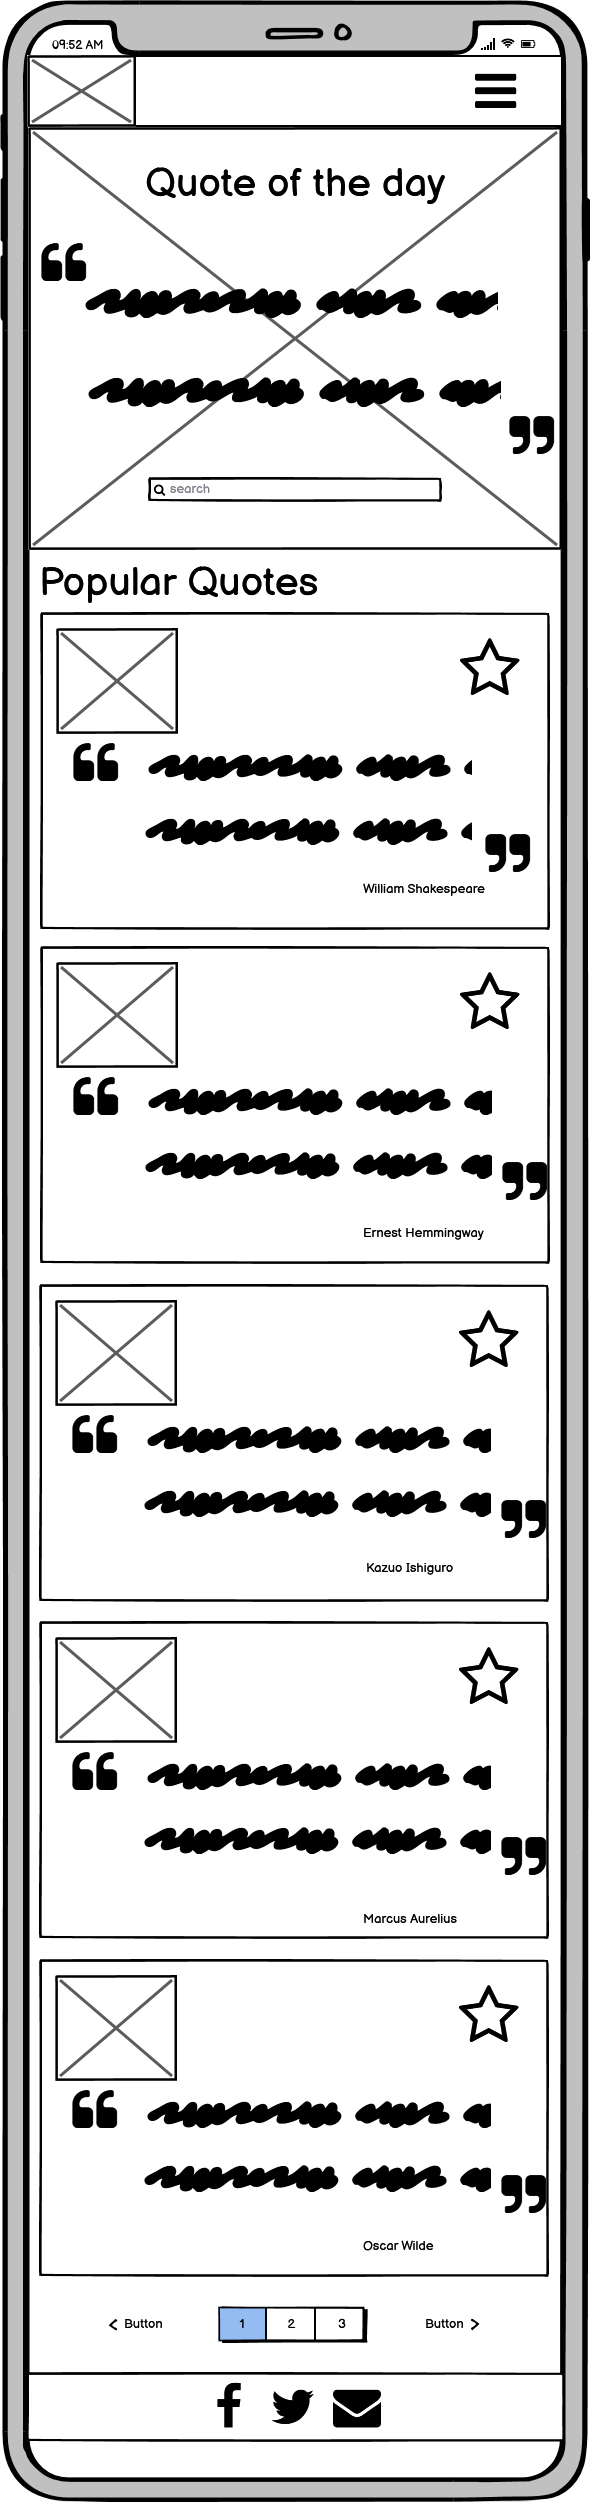 09:52 AM
Quote of the day
search
Popular Quotes
William Shakespeare
Ernest Hemmingway
Kazuo Ishiguro
Marcus Aurelius
Oscar Wilde
Button 1 2 3 Button